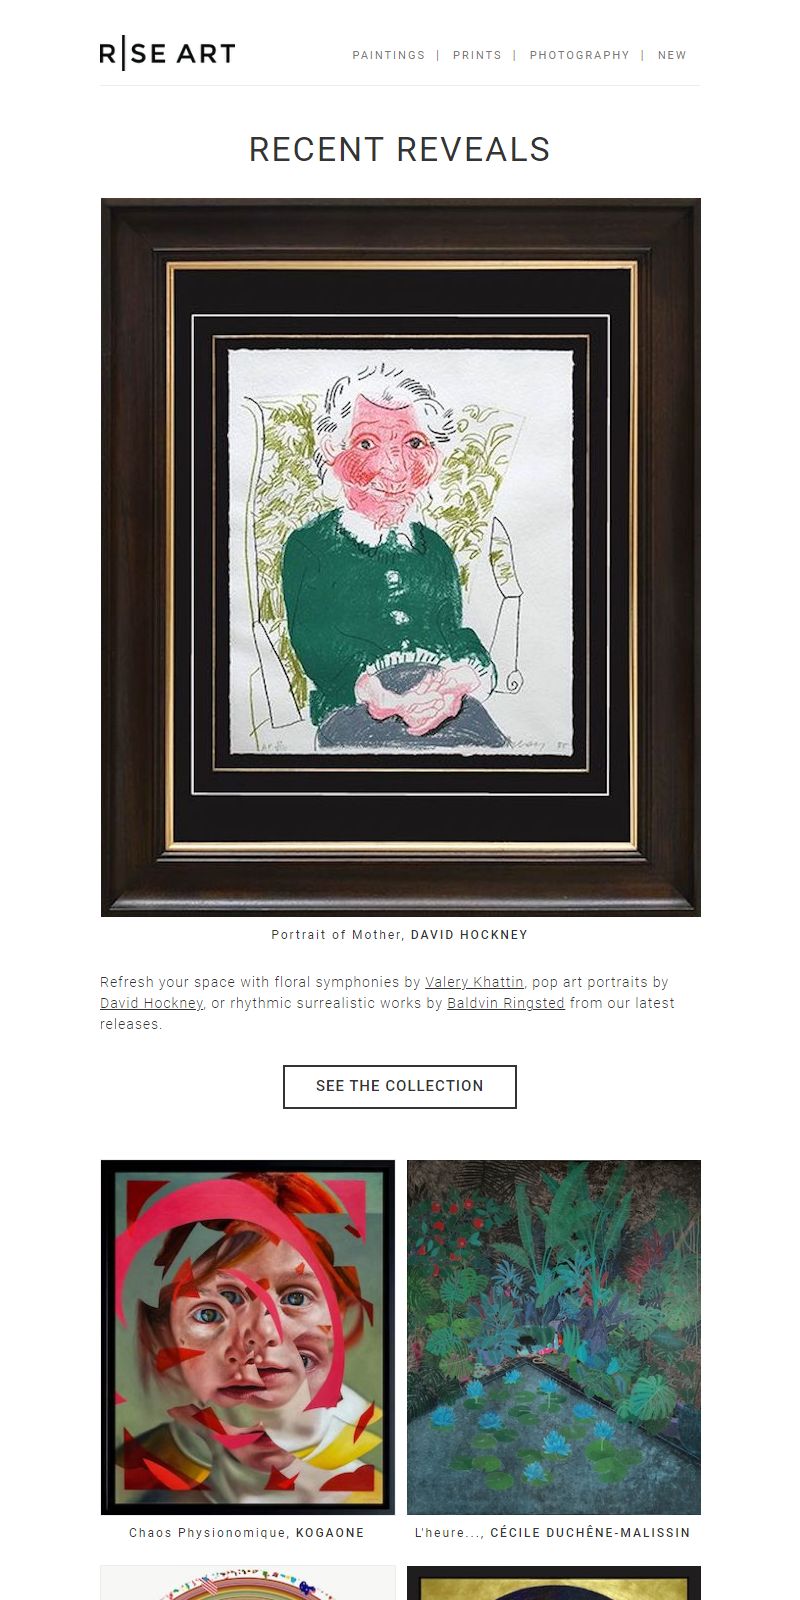 R|SE ART
PAINTINGS | PRINTS | PHOTOGRAPHY | NEW
RECENT REVEALS
Portrait of Mother, DAVID HOCKNEY
Refresh your space with floral symphonies by Valery Khattin, pop art portraits by
David Hockney, or rhythmic surrealistic works by Baldvin Ringsted from our latest
releases.
SEE THE COLLECTION
Chaos Physionomique, KOGAONE
L'heure..., CÉCILE DUCHÊNE-MALISSIN